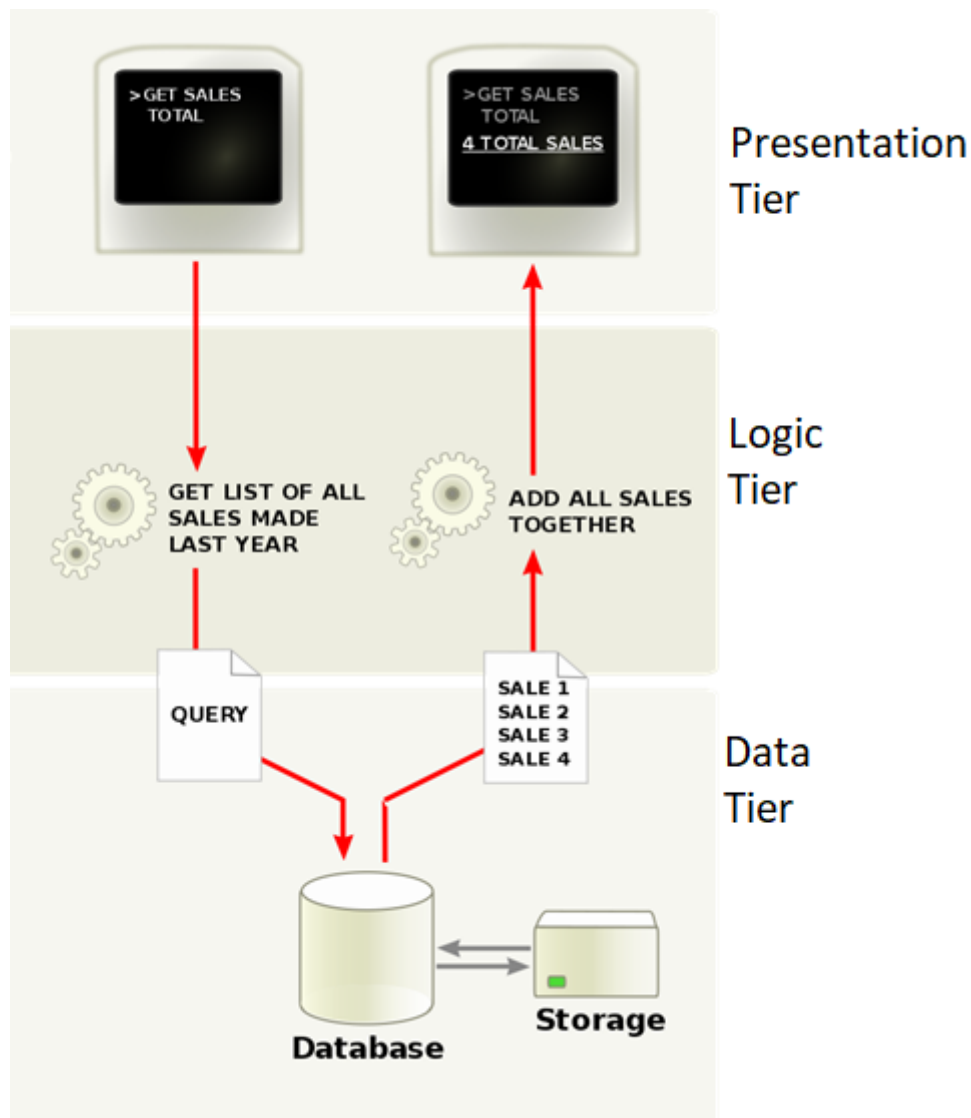 >GET SALES
TOTAL
>GET SALES
TOTAL
4 TOTAL SALES
Presentation
Tier
GET LIST OF ALL
SALES MADE
LAST YEAR
ADD ALL SALES
TOGETHER
Logic
Tier
QUERY
SALE 1
SALE 2
SALE 3
SALE 4
Data
Tier
Database
Storage